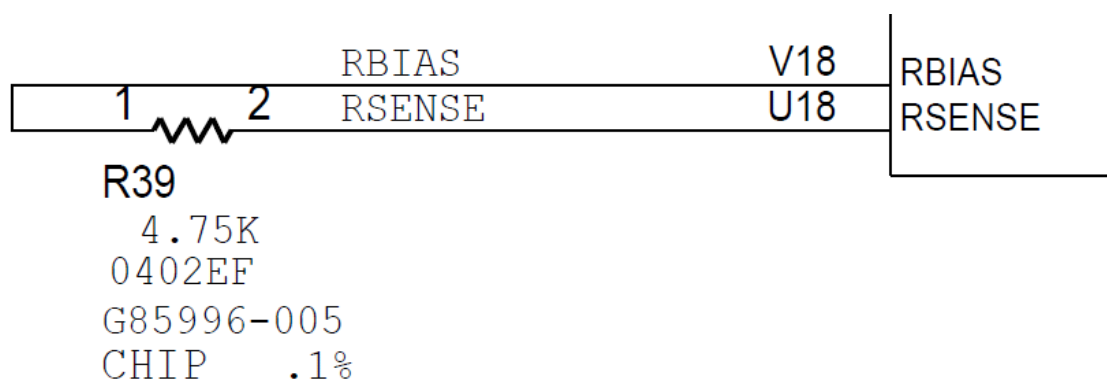 RBIAS V18 RBIAS
1 2 RSENSE U18 RSENSE
R39
4.75K
0402EF
G85996-005
CHIP .1%